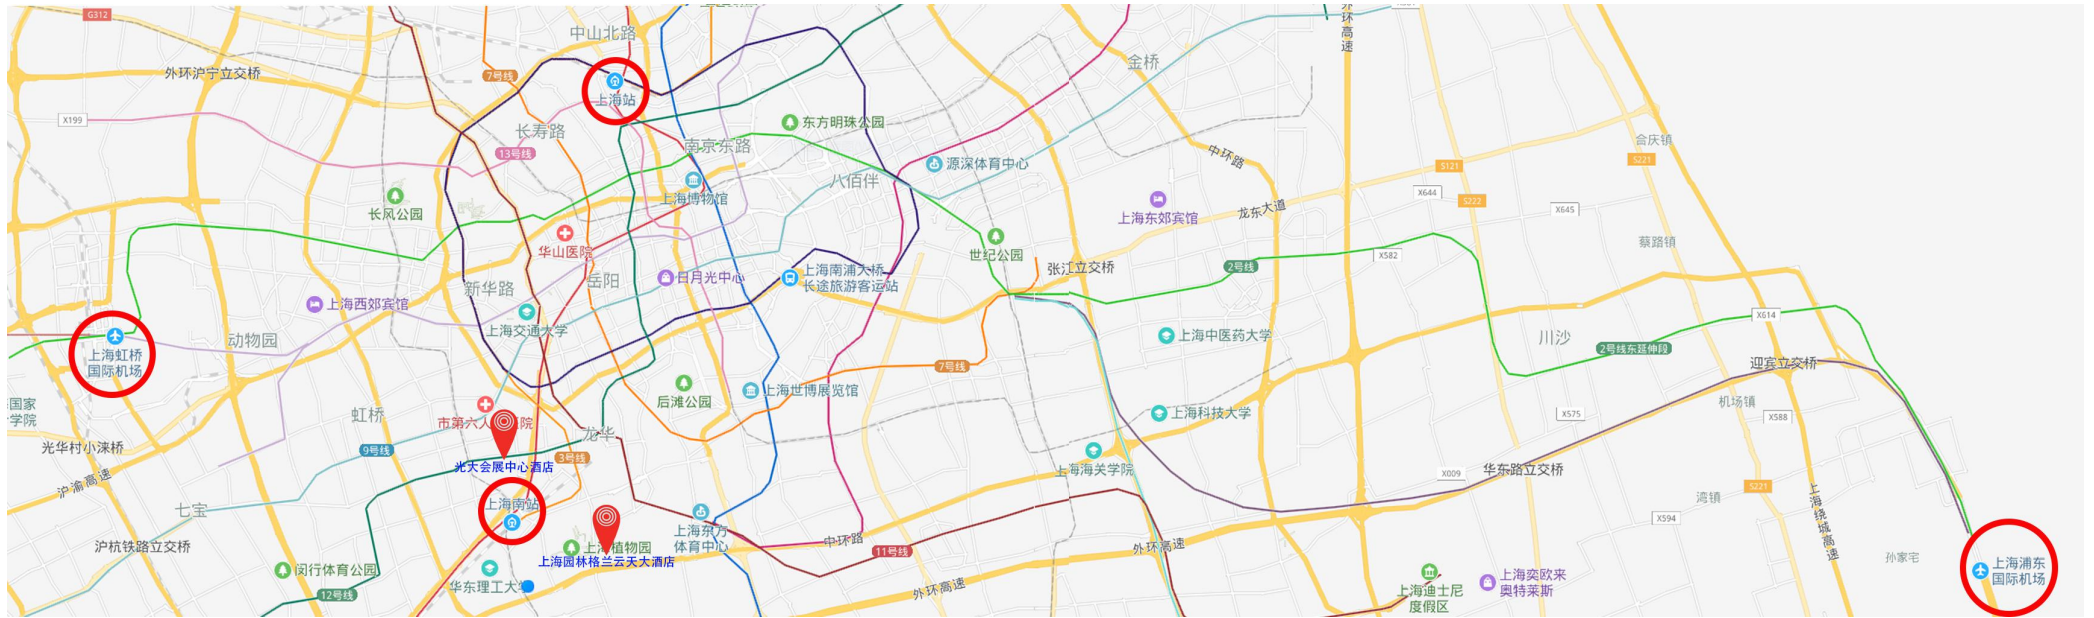 G312
中山北路
外环沪宁立交桥
7号线
上海站
金桥
X199
长寿路
东方明珠公园
南京东路
13号线
中环路
合庆镇
S221
源深体育中心
S121
八佰伴
上海博物馆
长风公园
上海东郊宾馆
龙东大道
X644
S222
X645
华山医院
世纪公园
蔡路镇
X582
张江立交桥
2号线
岳阳
日月光中心
上海南浦大桥
长途旅游客运站
新华路
上海西郊宾馆
上海交通大学
X614
动物园
上海中医药大学
川沙
2号线东延伸段
上海虹桥
国际机场
迎宾立交桥
7号线
上海世博展览馆
后滩公园
机场镇
国家
学院
虹桥
市第六人
院
上海科技大学
X575
X588
龙华
光华村小涞桥
9号线
3号线
光大会展中心酒店
上海海关学院
X009
华东路立交桥
沪渝高速
S221
湾镇
上海南站
七宝
上海东方
体育中心
X594
上海绕城高速
沪杭铁路立交桥
上海植物园
上海园林格兰云天大酒店
中环路
11号线
外环高速
孙家宅
闵行体育公园
华东理工大学
上海浦东
国际机场
12号线
外环高速
上海迪士尼
度假区
上海奕欧来
奥特莱斯
外环高速